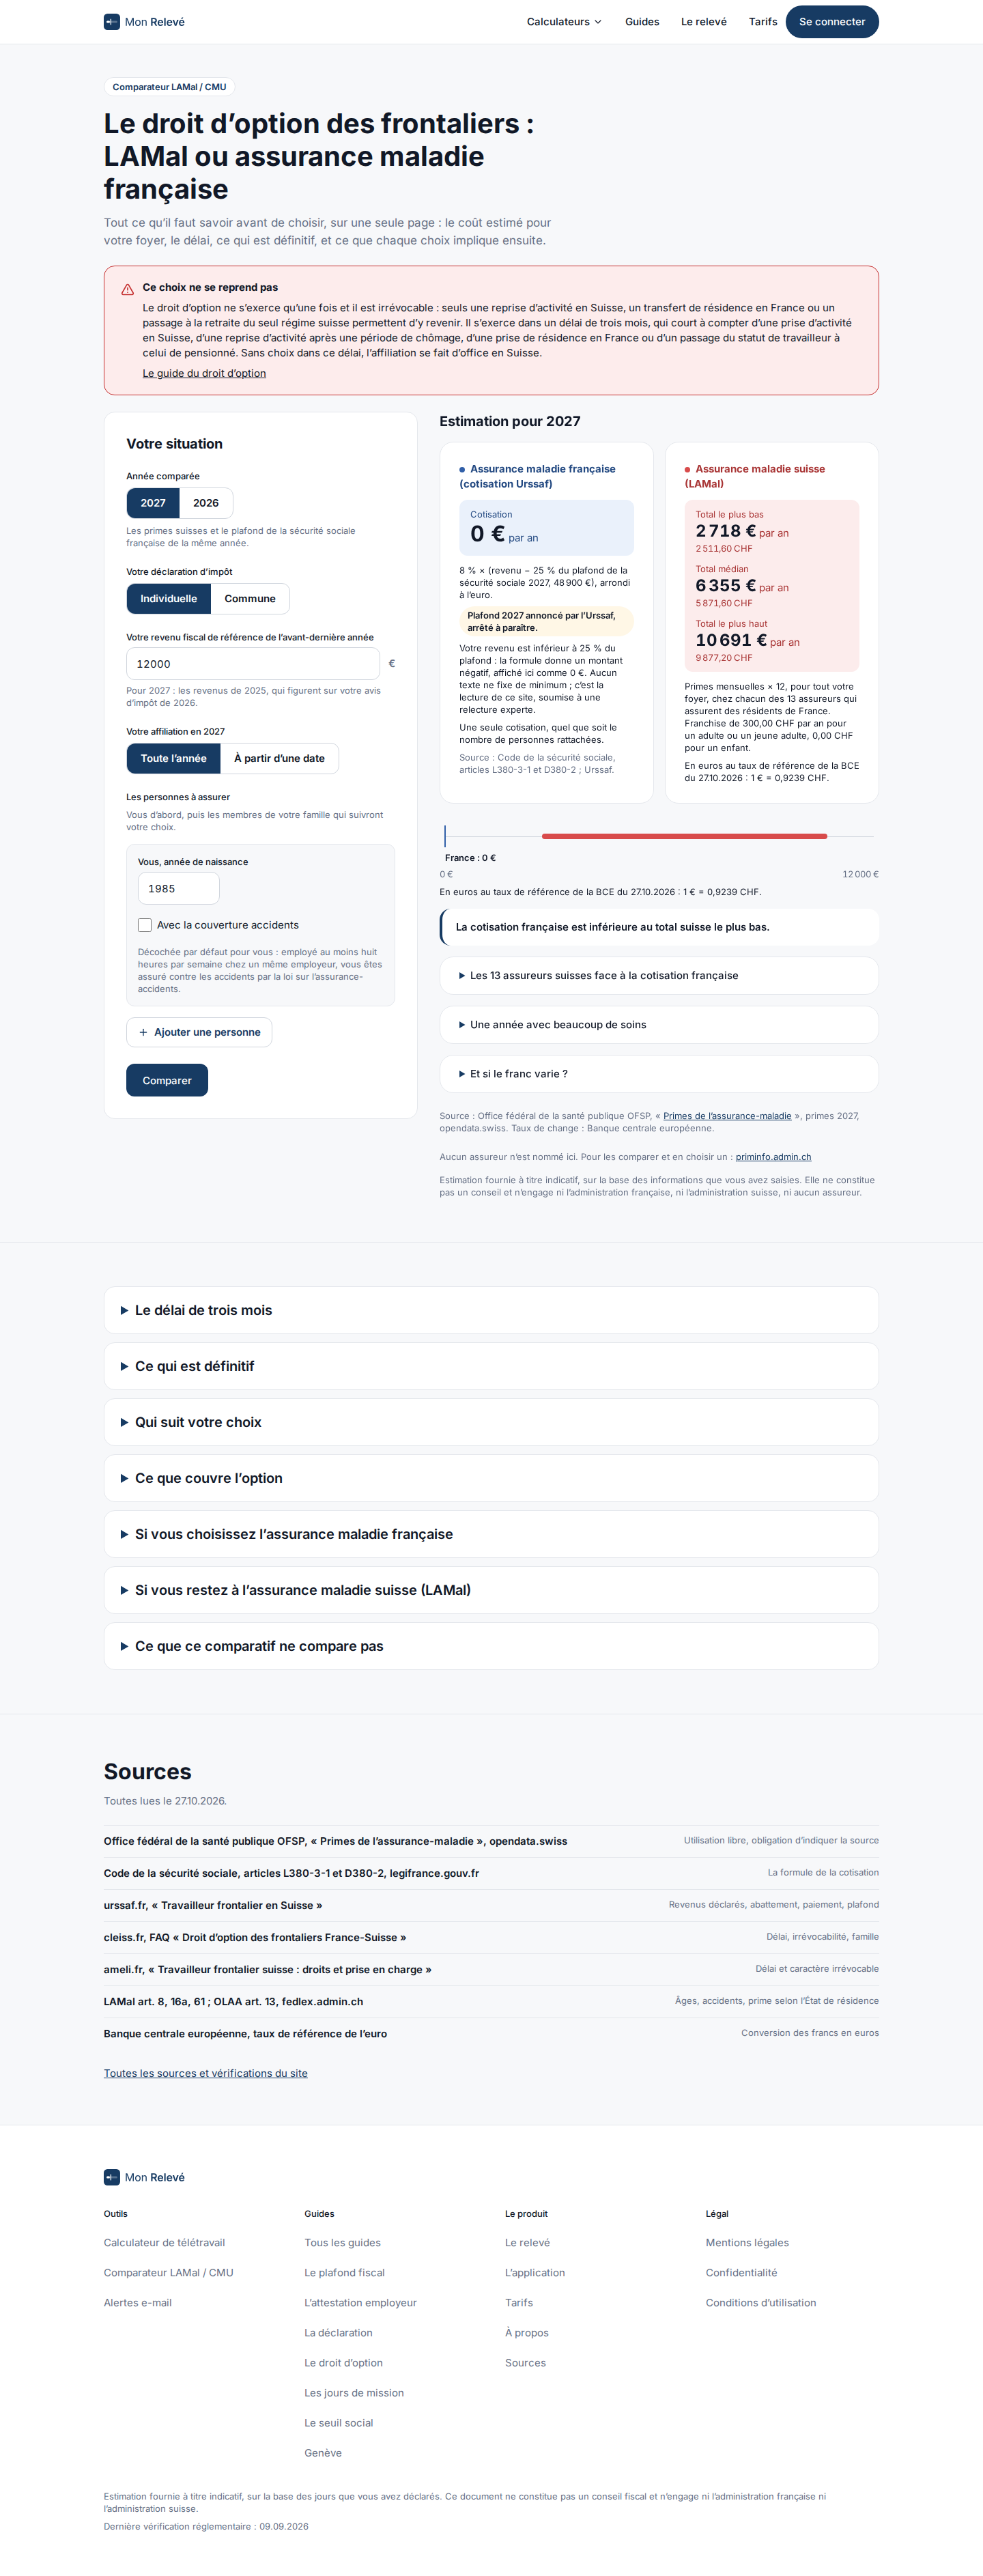 Mon Relevé
Calculateurs
Guides
Le relevé
Tarifs
Se connecter
Comparateur LAMal / CMU
Le droit d’option des frontaliers :
LAMal ou assurance maladie
française
Tout ce qu’il faut savoir avant de choisir, sur une seule page : le coût estimé pour
votre foyer, le délai, ce qui est définitif, et ce que chaque choix implique ensuite.
Ce choix ne se reprend pas
Le droit d’option ne s’exerce qu’une fois et il est irrévocable : seuls une reprise d’activité en Suisse, un transfert de résidence en France ou un
passage à la retraite du seul régime suisse permettent d’y revenir. Il s’exerce dans un délai de trois mois, qui court à compter d’une prise d’activité
en Suisse, d’une reprise d’activité après une période de chômage, d’une prise de résidence en France ou d’un passage du statut de travailleur à
celui de pensionné. Sans choix dans ce délai, l’affiliation se fait d’office en Suisse.
Le guide du droit d’option
Votre situation
Année comparée
2027
2026
Les primes suisses et le plafond de la sécurité sociale
française de la même année.
Votre déclaration d’impôt
Individuelle
Commune
Votre revenu fiscal de référence de l’avant-dernière année
12000
€
Pour 2027 : les revenus de 2025, qui figurent sur votre avis
d’impôt de 2026.
Votre affiliation en 2027
Toute l’année
À partir d’une date
Les personnes à assurer
Vous d’abord, puis les membres de votre famille qui suivront
votre choix.
Vous, année de naissance
1985
Avec la couverture accidents
Décochée par défaut pour vous : employé au moins huit
heures par semaine chez un même employeur, vous êtes
assuré contre les accidents par la loi sur l’assurance-
accidents.
Ajouter une personne
Comparer
Estimation pour 2027
Assurance maladie française
(cotisation Urssaf)
Cotisation
0 € par an
8 % × (revenu − 25 % du plafond de la
sécurité sociale 2027, 48 900 €), arrondi
à l’euro.
Plafond 2027 annoncé par l’Urssaf,
arrêté à paraître.
Votre revenu est inférieur à 25 % du
plafond : la formule donne un montant
négatif, affiché ici comme 0 €. Aucun
texte ne fixe de minimum ; c’est la
lecture de ce site, soumise à une
relecture experte.
Une seule cotisation, quel que soit le
nombre de personnes rattachées.
Source : Code de la sécurité sociale,
articles L380-3-1 et D380-2 ; Urssaf.
Assurance maladie suisse
(LAMal)
Total le plus bas
2 718 € par an
2 511,60 CHF
Total médian
6 355 € par an
5 871,60 CHF
Total le plus haut
10 691 € par an
9 877,20 CHF
Primes mensuelles × 12, pour tout votre
foyer, chez chacun des 13 assureurs qui
assurent des résidents de France.
Franchise de 300,00 CHF par an pour
un adulte ou un jeune adulte, 0,00 CHF
pour un enfant.
En euros au taux de référence de la BCE
du 27.10.2026 : 1 € = 0,9239 CHF.
France : 0 €
0 €
12 000 €
En euros au taux de référence de la BCE du 27.10.2026 : 1 € = 0,9239 CHF.
La cotisation française est inférieure au total suisse le plus bas.
Les 13 assureurs suisses face à la cotisation française
Une année avec beaucoup de soins
Et si le franc varie ?
Source : Office fédéral de la santé publique OFSP, « Primes de l’assurance-maladie », primes 2027,
opendata.swiss. Taux de change : Banque centrale européenne.
Aucun assureur n’est nommé ici. Pour les comparer et en choisir un : priminfo.admin.ch
Estimation fournie à titre indicatif, sur la base des informations que vous avez saisies. Elle ne constitue
pas un conseil et n’engage ni l’administration française, ni l’administration suisse, ni aucun assureur.
Le délai de trois mois
Ce qui est définitif
Qui suit votre choix
Ce que couvre l’option
Si vous choisissez l’assurance maladie française
Si vous restez à l’assurance maladie suisse (LAMal)
Ce que ce comparatif ne compare pas
Sources
Toutes lues le 27.10.2026.
Office fédéral de la santé publique OFSP, « Primes de l’assurance-maladie », opendata.swiss
Utilisation libre, obligation d’indiquer la source
Code de la sécurité sociale, articles L380-3-1 et D380-2, legifrance.gouv.fr
La formule de la cotisation
urssaf.fr, « Travailleur frontalier en Suisse »
Revenus déclarés, abattement, paiement, plafond
cleiss.fr, FAQ « Droit d’option des frontaliers France-Suisse »
Délai, irrévocabilité, famille
ameli.fr, « Travailleur frontalier suisse : droits et prise en charge »
Délai et caractère irrévocable
LAMal art. 8, 16a, 61 ; OLAA art. 13, fedlex.admin.ch
Âges, accidents, prime selon l’État de résidence
Banque centrale européenne, taux de référence de l’euro
Conversion des francs en euros
Toutes les sources et vérifications du site
Mon Relevé
Outils
Calculateur de télétravail
Comparateur LAMal / CMU
Alertes e-mail
Guides
Tous les guides
Le plafond fiscal
L’attestation employeur
La déclaration
Le droit d’option
Les jours de mission
Le seuil social
Genève
Le produit
Le relevé
L’application
Tarifs
À propos
Sources
Légal
Mentions légales
Confidentialité
Conditions d’utilisation
Estimation fournie à titre indicatif, sur la base des jours que vous avez déclarés. Ce document ne constitue pas un conseil fiscal et n’engage ni l’administration française ni
l’administration suisse.
Dernière vérification réglementaire : 09.09.2026